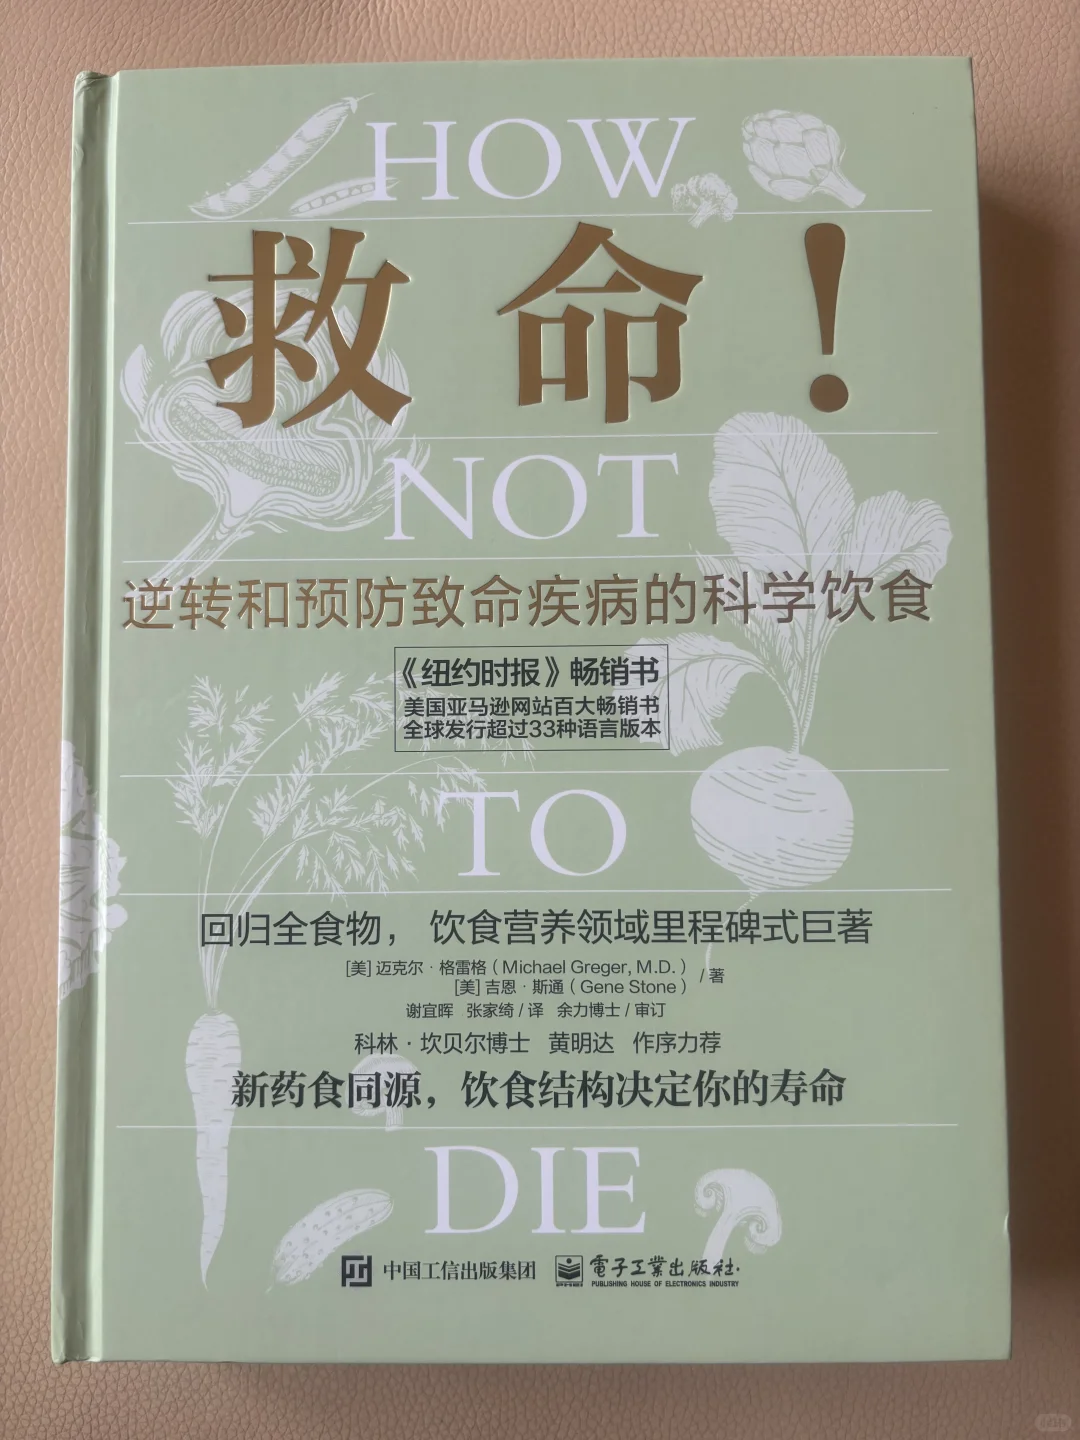 HOW
救命！
NOT
逆转和预防致命疾病的科学饮食
《纽约时报》畅销书
美国亚马逊网站百大畅销书
全球发行超过33种语言版本
TO
回归全食物，饮食营养领域里程碑式巨著
[美] 迈克尔·格雷格（Michael Greger, M.D.）
[美] 吉恩·斯通（Gene Stone）
/ 著
谢宜晖 张家绮 / 译 余力博士 / 审订
科林·坎贝尔博士 黄明达 作序力荐
新药食同源，饮食结构决定你的寿命
DIE
中国工信出版集团
電子工業出版社·
PUBLISHING HOUSE OF ELECTRONICS INDUSTRY
PHEI